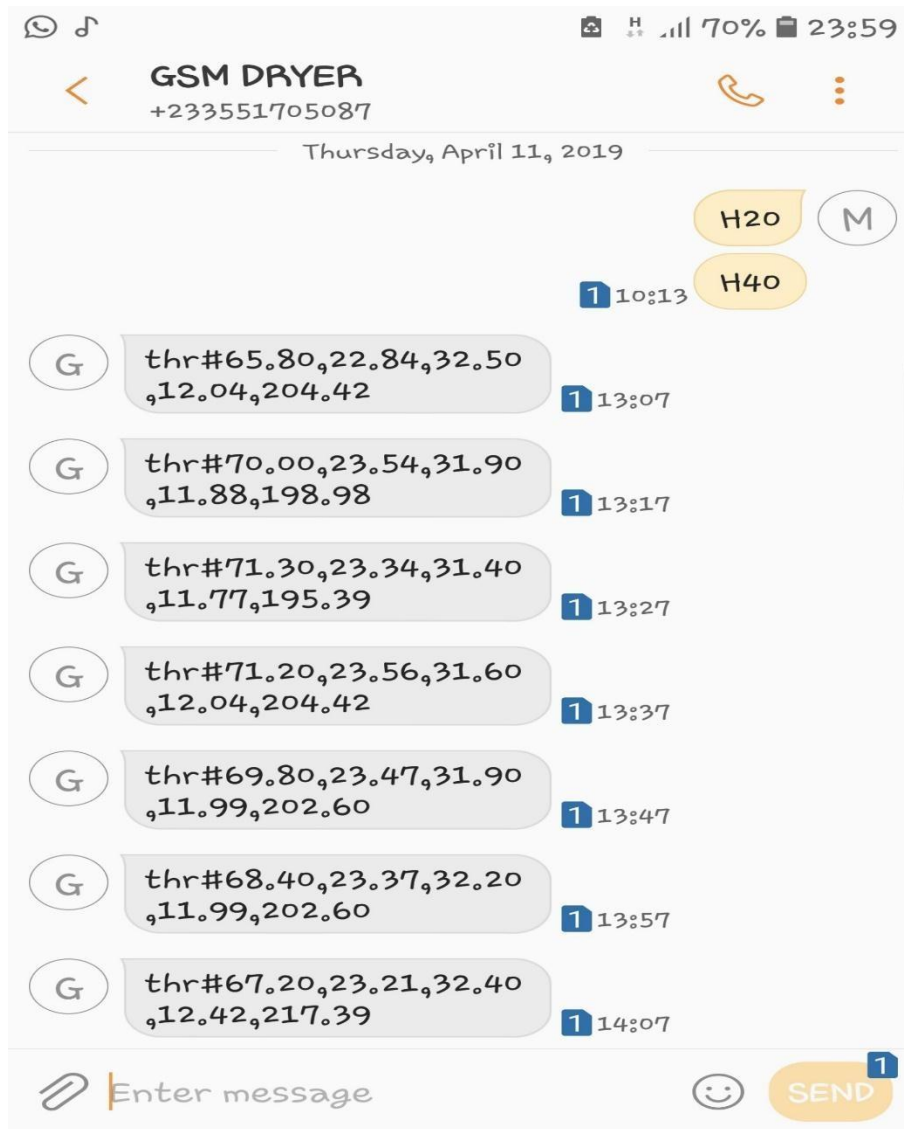 70% 23:59
GSM DRYER
+233551705087
Thursday, April 11, 2019
H20
M
H40
1 10:13
G
thr#65.80,22.84,32.50
,12.04,204.42
1 13:07
G
thr#70.00,23.54,31.90
,11.88,198.98
1 13:17
G
thr#71.30,23.34,31.40
,11.77,195.39
1 13:27
G
thr#71.20,23.56,31.60
,12.04,204.42
1 13:37
G
thr#69.80,23.47,31.90
,11.99,202.60
1 13:47
G
thr#68.40,23.37,32.20
,11.99,202.60
1 13:57
G
thr#67.20,23.21,32.40
,12.42,217.39
1 14:07
Enter message
SEND
1